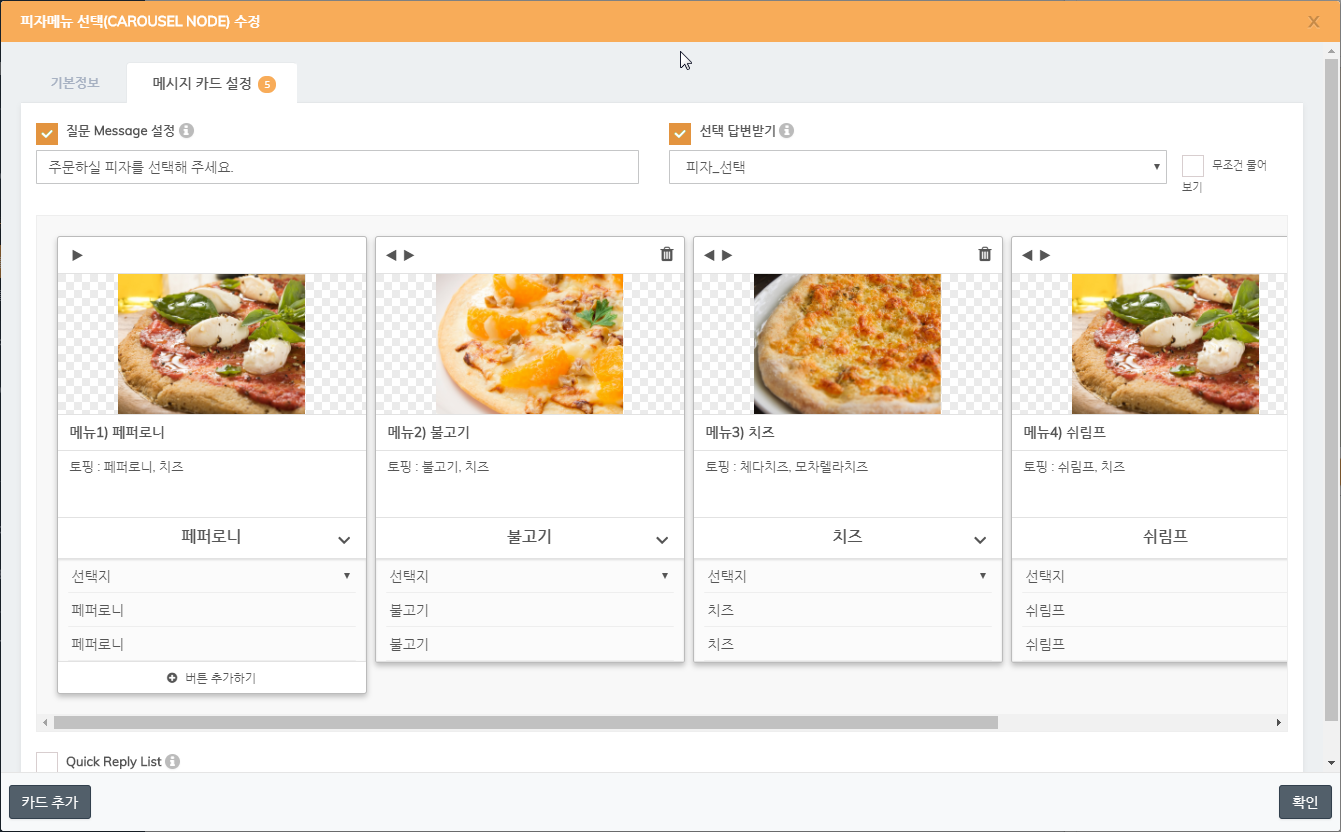 피자메뉴 선택(CAROUSEL NODE) 수정
X
기본정보
메시지 카드 설정 5
질문 Message 설정
선택 답변받기
주문하실 피자를 선택해 주세요.
피자_선택
무조건 물어
보기
메뉴1) 페퍼로니
메뉴2) 불고기
메뉴3) 치즈
메뉴4) 쉬림프
토핑 : 페퍼로니, 치즈
토핑 : 불고기, 치즈
토핑 : 체다치즈, 모차렐라치즈
토핑 : 쉬림프, 치즈
페퍼로니
불고기
치즈
쉬림프
선택지
선택지
선택지
선택지
페퍼로니
불고기
치즈
쉬림프
페퍼로니
불고기
치즈
쉬림프
버튼 추가하기
Quick Reply List
카드 추가
확인